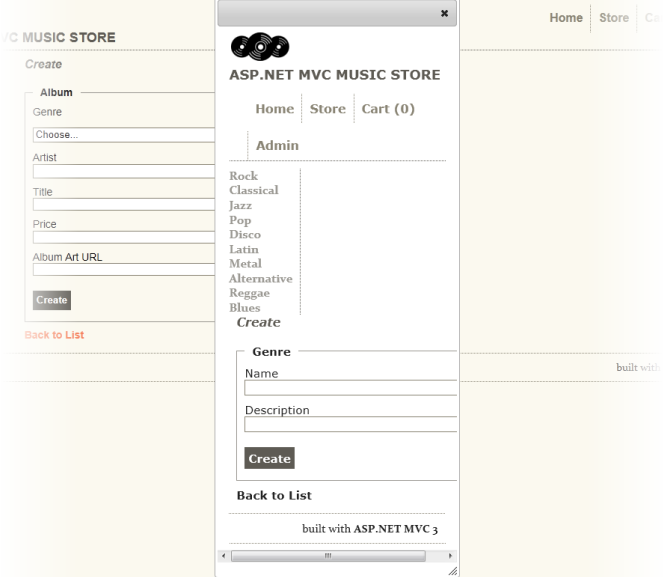 Home Store Ca
VC MUSIC STORE
Create
Album
Genre
Choose...
Artist
Title
Price
Album Art URL
Create
Back to List
built with
ASP.NET MVC MUSIC STORE
Home Store Cart (0)
Admin
Rock
Classical
Jazz
Pop
Disco
Latin
Metal
Alternative
Reggae
Blues
Create
Genre
Name
Description
Create
Back to List
built with ASP.NET MVC 3